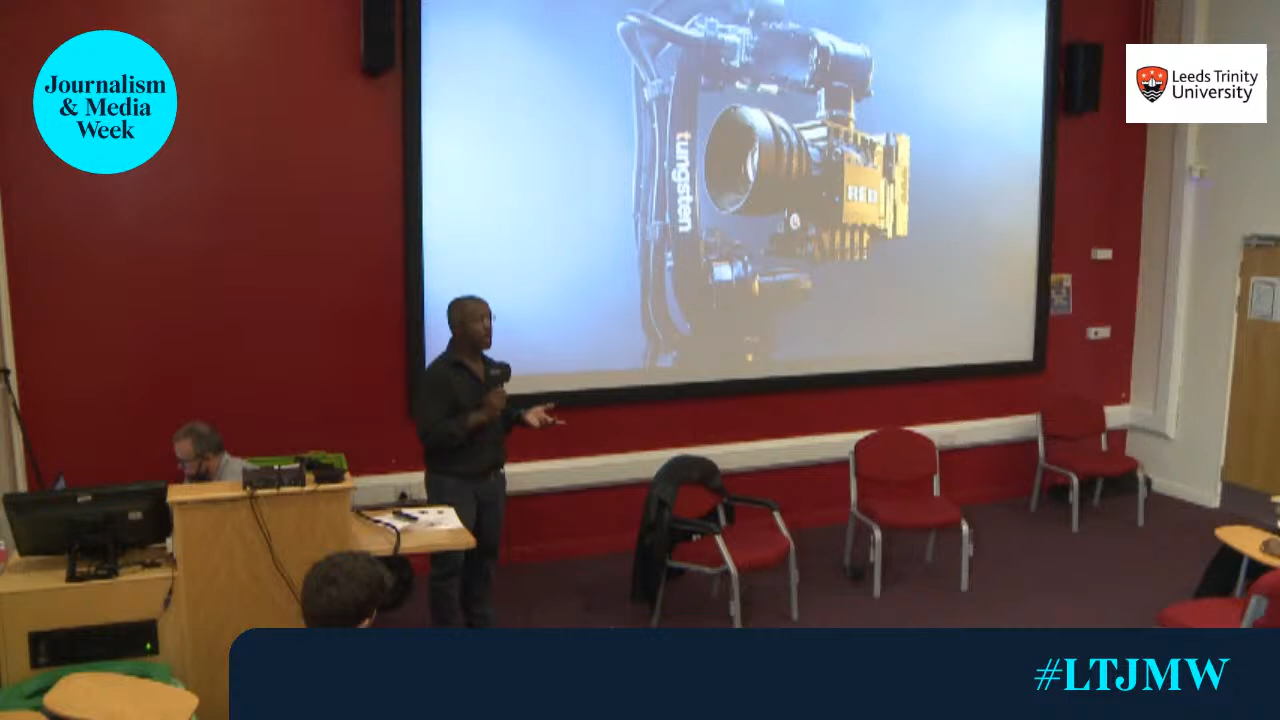 Journalism
& Media
Week
Leeds Trinity
University
tungsten
RED
#LTJMW